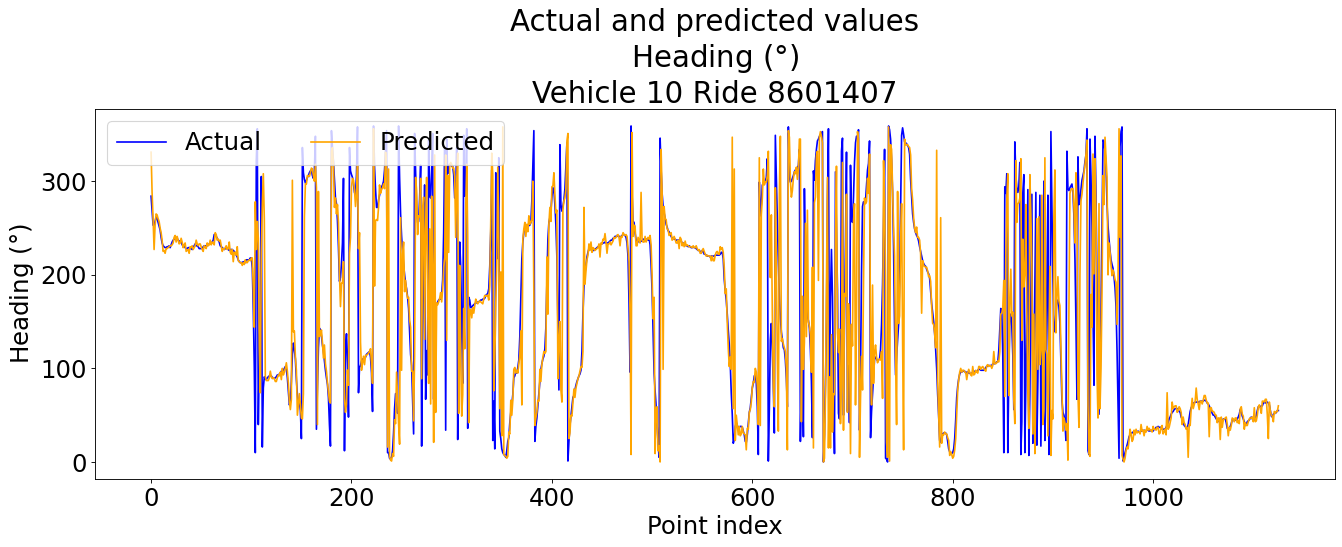 Actual and predicted values
Heading (°)
Vehicle 10 Ride 8601407
Actual Predicted
Heading (°)
300
200
100
0
0 200 400 600 800 1000
Point index